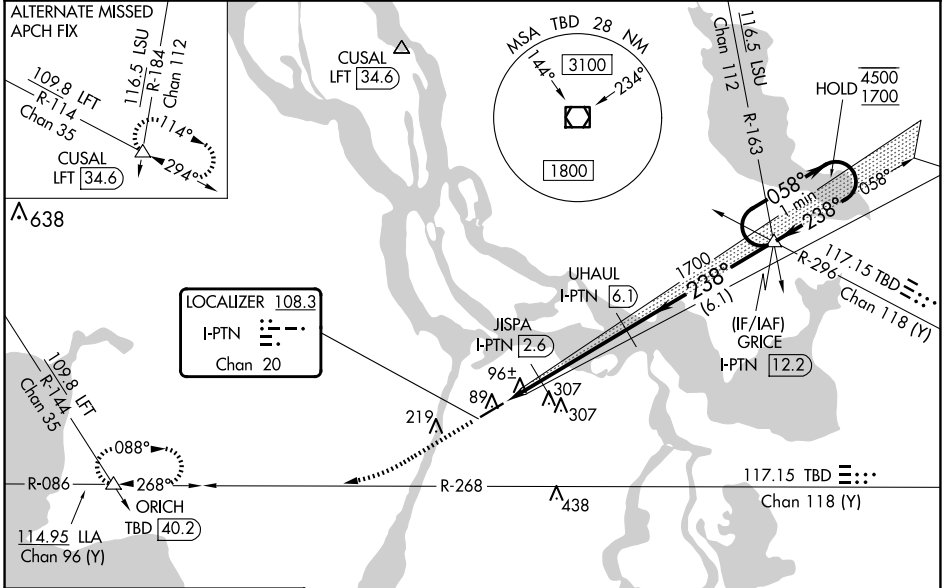 ALTERNATE MISSED
APCH FIX
116.5 LSU
R-184
Chan 112
109.8 LFT
R-114
Chan 35
114°
294°
CUSAL
LFT 34.6
638
CUSAL
LFT 34.6
MSA TBD 28 NM
144°
3100
234°
1800
116.5 LSU
Chan 112
R-163
HOLD
4500
1700
058°
1 min
238°
058°
1700
238°
(6.1)
117.15 TBD
R-296
Chan 118 (Y)
(IF/IAF)
GRICE
I-PTN 12.2
UHAUL
I-PTN 6.1
JISPA
I-PTN 2.6
LOCALIZER 108.3
I-PTN
Chan 20
96±
89
307
307
219
438
109.8 LFT
R-144
Chan 35
088°
268°
R-086
R-268
ORICH
TBD 40.2
114.95 LLA
Chan 96 (Y)
117.15 TBD
Chan 118 (Y)